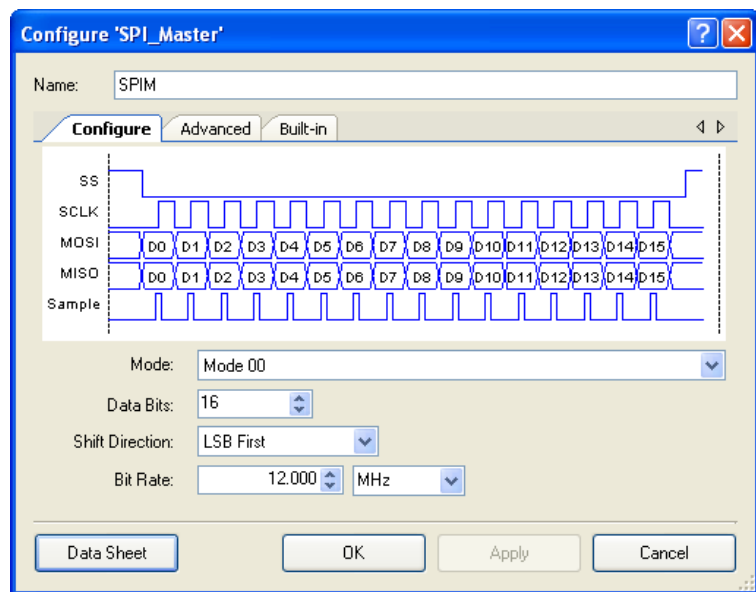 Configure 'SPI_Master'
Name: SPIM
Configure Advanced Built-in
SS
SCLK
MOSI D0 D1 D2 D3 D4 D5 D6 D7 D8 D9 D10 D11 D12 D13 D14 D15
MISO D0 D1 D2 D3 D4 D5 D6 D7 D8 D9 D10 D11 D12 D13 D14 D15
Sample
Mode: Mode 00
Data Bits: 16
Shift Direction: LSB First
Bit Rate: 12.000 MHz
Data Sheet OK Apply Cancel